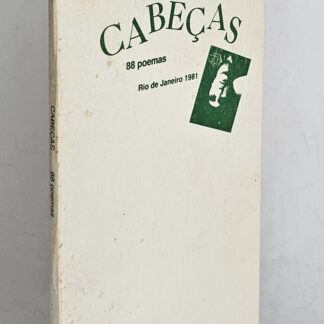 CABEÇAS
88 poemas
Rio de Janeiro 1981
CABEÇAS 88 poemas